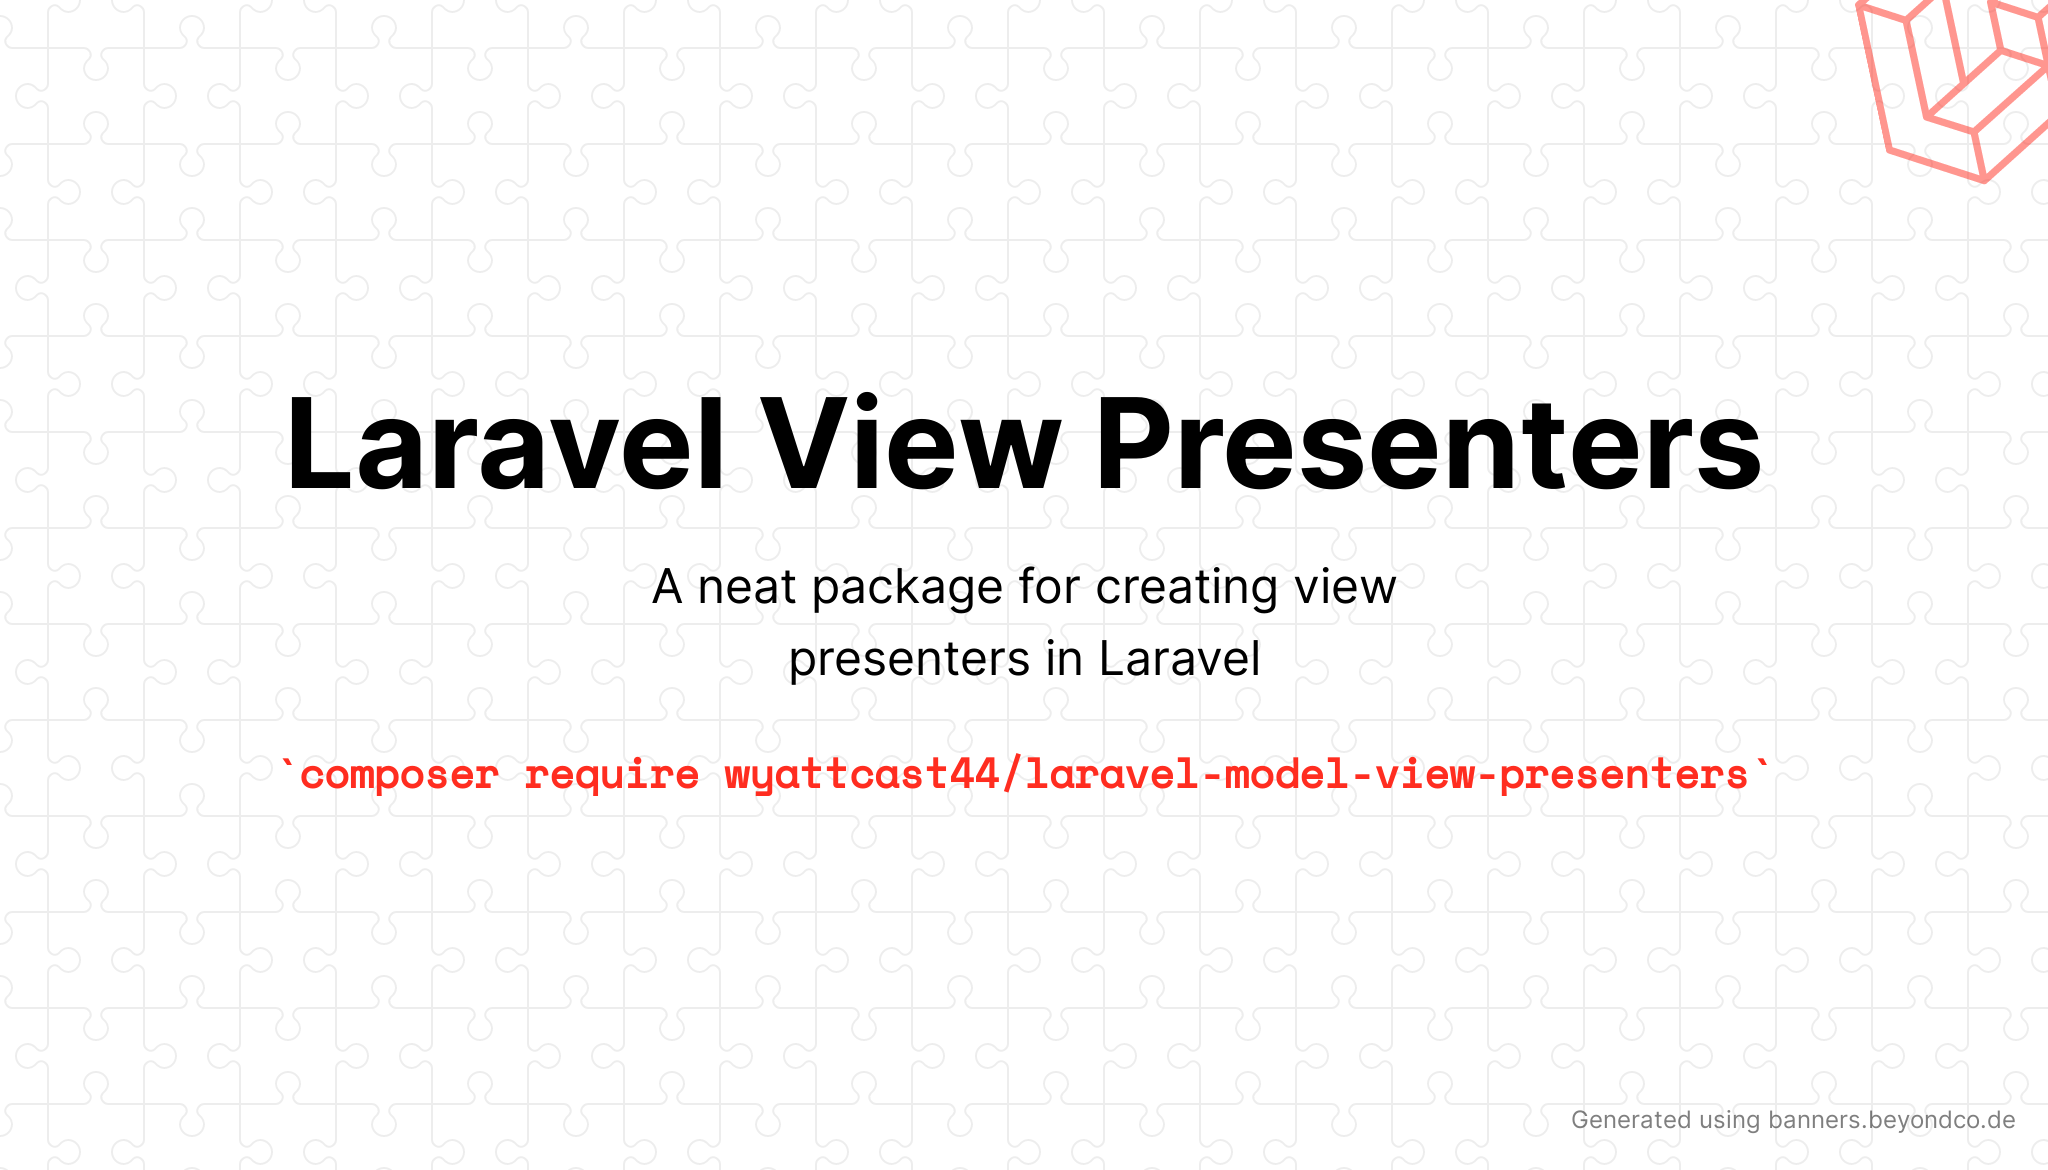 Laravel View Presenters
A neat package for creating view
presenters in Laravel
`composer require wyattcast44/laravel-model-view-presenters`
Generated using banners.beyondco.de